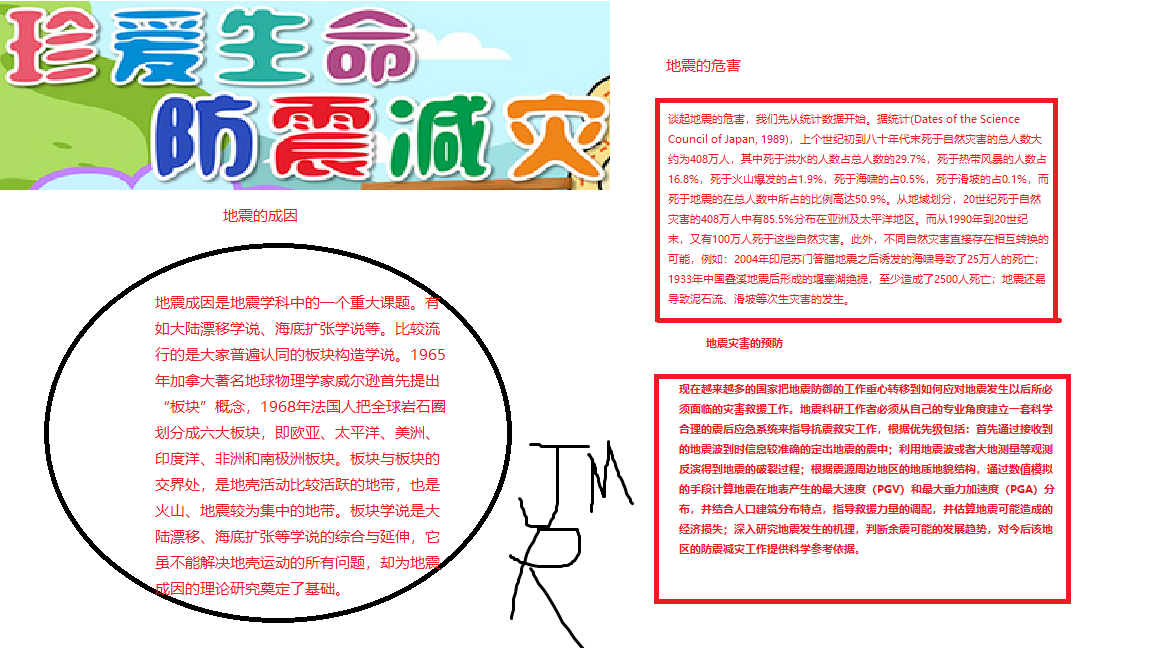 珍爱生命
防震减灾
地震的成因
地震成因是地震学科中的一个重大课题。有
如大陆漂移学说、海底扩张学说等。比较流
行的是大家普遍认同的板块构造学说。1965
年加拿大著名地球物理学家威尔逊首先提出
“板块”概念，1968年法国人把全球岩石圈
划分成六大板块，即欧亚、太平洋、美洲、
印度洋、非洲和南极洲板块。板块与板块的
交界处，是地壳活动比较活跃的地带，也是
火山、地震较为集中的地带。板块学说是大
陆漂移、海底扩张等学说的综合与延伸，它
虽不能解决地壳运动的所有问题，却为地震
成因的理论研究奠定了基础。
JM
R
地震的危害
谈起地震的危害，我们先从统计数据开始。据统计(Dates of the Science
Council of Japan, 1989)，上个世纪初到八十年代末死于自然灾害的总人数大
约为408万人，其中死于洪水的人数占总人数的29.7%，死于热带风暴的人数占
16.8%，死于火山爆发的占1.9%，死于海啸的占0.5%，死于滑坡的占0.1%，而
死于地震的在总人数中所占的比例高达50.9%。从地域划分，20世纪死于自然
灾害的408万人中有85.5%分布在亚洲及太平洋地区。而从1990年到20世纪
末，又有100万人死于这些自然灾害。此外，不同自然灾害直接存在相互转换的
可能，例如：2004年印尼苏门答腊地震之后诱发的海啸导致了25万人的死亡；
1933年中国叠溪地震后形成的堰塞湖绝提，至少造成了2500人死亡；地震还易
导致泥石流、滑坡等次生灾害的发生。
地震灾害的预防
现在越来越多的国家把地震防御的工作重心转移到如何应对地震发生以后所必
须面临的灾害救援工作。地震科研工作者必须从自己的专业角度建立一套科学
合理的震后应急系统来指导抗震救灾工作，根据优先级包括：首先通过接收到
的地震波到时信息较准确的定出地震的震中；利用地震波或者大地测量等观测
反演得到地震的破裂过程；根据震源周边地区的地质地貌结构，通过数值模拟
的手段计算地震在地表产生的最大速度（PGV）和最大重力加速度（PGA）分
布，并结合人口建筑分布特点，指导救援力量的调配，并估算地震可能造成的
经济损失；深入研究地震发生的机理，判断余震可能的发展趋势，对今后该地
区的防震减灾工作提供科学参考依据。